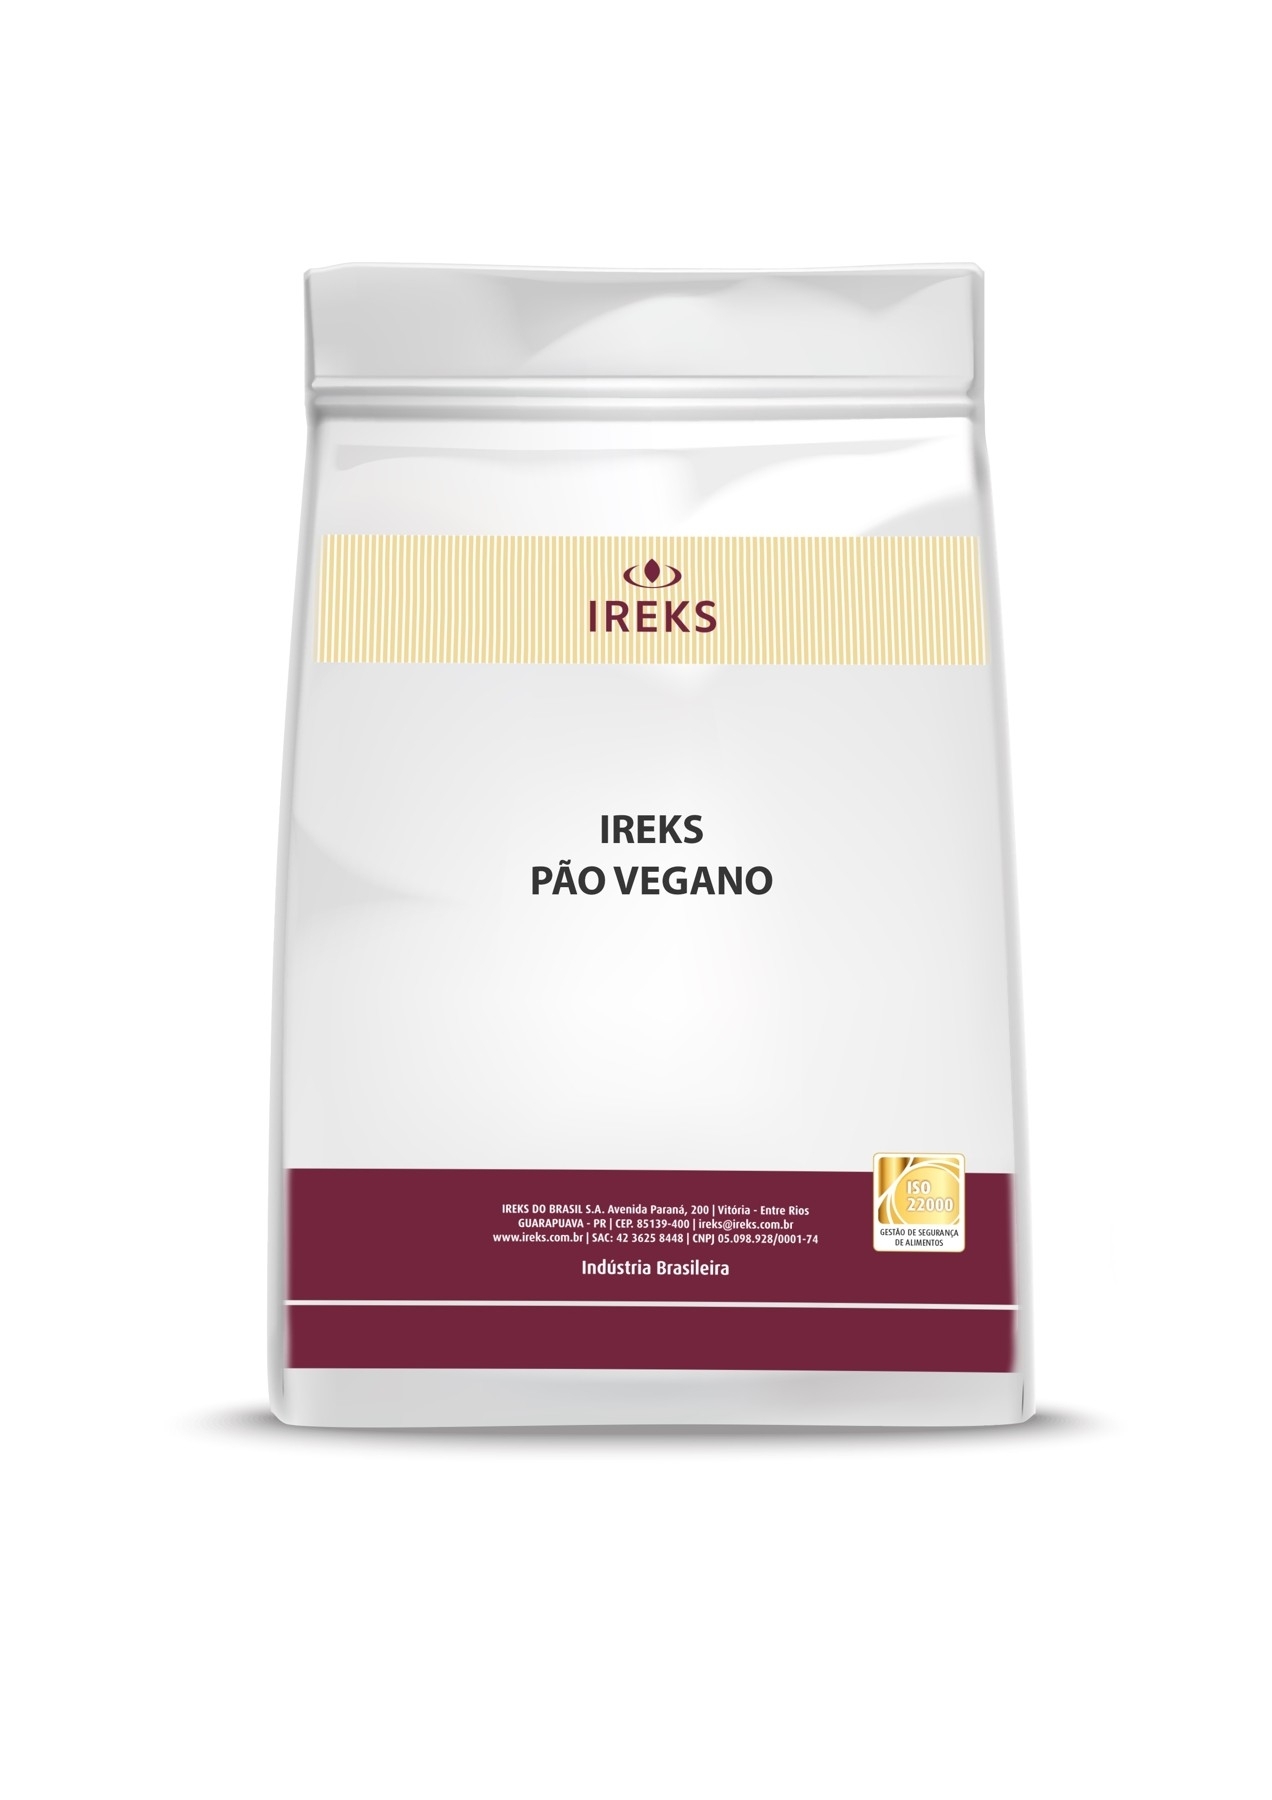 IREKS
IREKS
PÃO VEGANO
IREKS DO BRASIL S.A. Avenida Paraná, 200 | Vitória - Entre Rios
GUARAPUAVA - PR | CEP. 85139-400 | ireks@ireks.com.br
www.ireks.com.br | SAC: 42 3625 8448 | CNPJ 05.098.928/0001-74
Indústria Brasileira
ISO
22000
GESTÃO DE SEGURANÇA
DE ALIMENTOS